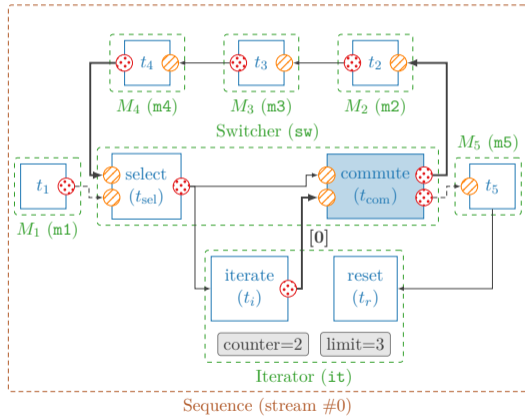 t4
t3
t2
M4 (m4)
M3 (m3)
M2 (m2)
Switcher (sw)
M5 (m5)
t1
select
(tsel)
commute
(tcom)
t5
M1 (m1)
[0]
iterate
(ti)
reset
(tr)
counter=2
limit=3
Iterator (it)
Sequence (stream #0)